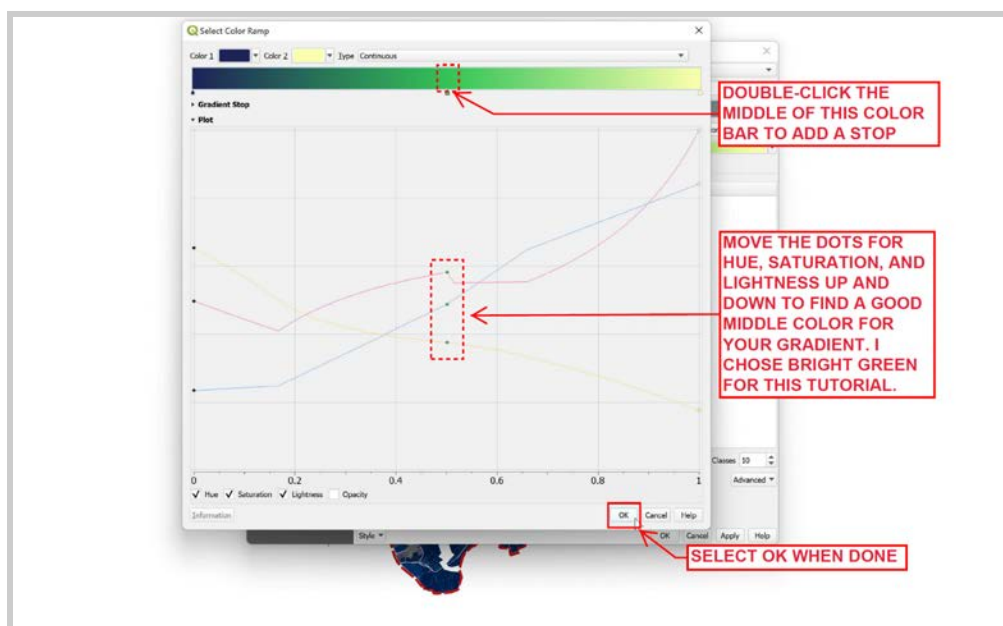 Select Color Ramp
Color 1 Color 2 Type Continuous
DOUBLE-CLICK THE
MIDDLE OF THIS COLOR
BAR TO ADD A STOP
Gradient Stop
Plot
MOVE THE DOTS FOR
HUE, SATURATION, AND
LIGHTNESS UP AND
DOWN TO FIND A GOOD
MIDDLE COLOR FOR
YOUR GRADIENT. I
CHOSE BRIGHT GREEN
FOR THIS TUTORIAL.
Classes 10
0 0.2 0.4 0.6 0.8 1
Advanced
Hue Saturation Lightness Opacity
Information OK Cancel Help
Style OK Cancel Apply Help
SELECT OK WHEN DONE